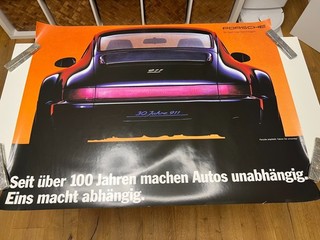 PORSCHE
911
30 Jahre 911
Seit über 100 Jahren machen Autos unabhängig.
Eins macht abhängig.